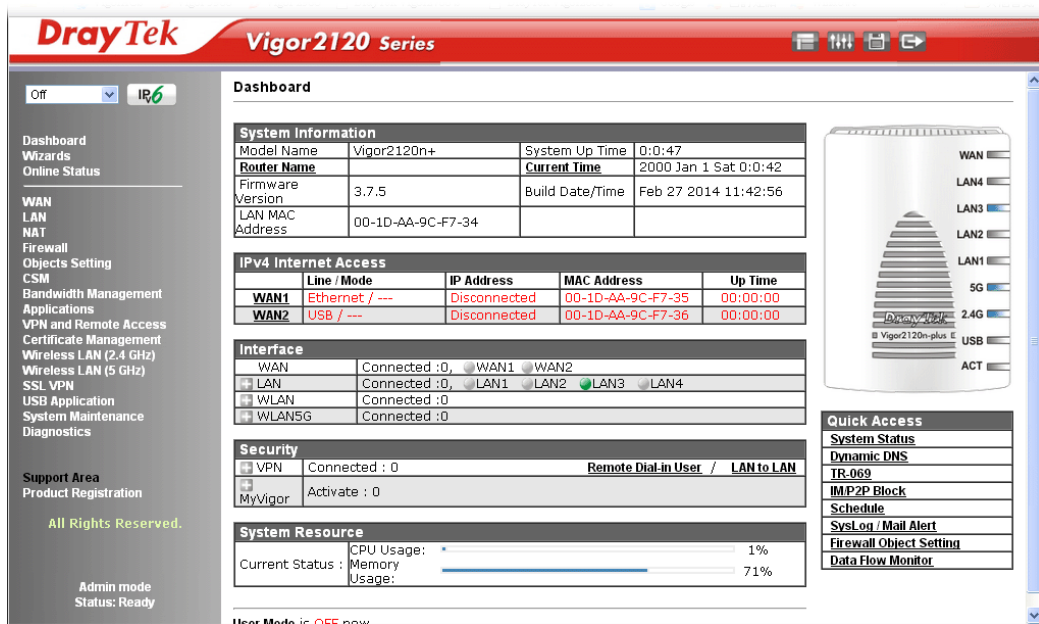 DrayTek
Vigor2120 Series
Off
IPv6
Dashboard
Wizards
Online Status
WAN
LAN
NAT
Firewall
Objects Setting
CSM
Bandwidth Management
Applications
VPN and Remote Access
Certificate Management
Wireless LAN (2.4 GHz)
Wireless LAN (5 GHz)
SSL VPN
USB Application
System Maintenance
Diagnostics
Support Area
Product Registration
All Rights Reserved.
Admin mode
Status: Ready
Dashboard
System Information
Model Name Vigor2120n+ System Up Time 0:0:47
Router Name Current Time 2000 Jan 1 Sat 0:0:42
Firmware Version 3.7.5 Build Date/Time Feb 27 2014 11:42:56
LAN MAC Address 00-1D-AA-9C-F7-34
IPv4 Internet Access
Line / Mode IP Address MAC Address Up Time
WAN1 Ethernet / --- Disconnected 00-1D-AA-9C-F7-35 00:00:00
WAN2 USB / --- Disconnected 00-1D-AA-9C-F7-36 00:00:00
Interface
WAN Connected :0, WAN1 WAN2
LAN Connected :0, LAN1 LAN2 LAN3 LAN4
WLAN Connected :0
WLAN5G Connected :0
Security
VPN Connected : 0 Remote Dial-in User / LAN to LAN
MyVigor Activate : 0
System Resource
Current Status : CPU Usage: 1%
Memory Usage: 71%
User Mode is OFF now.
WAN
LAN4
LAN3
LAN2
LAN1
5G
2.4G
USB
ACT
DrayTek
Vigor2120n-plus
Quick Access
System Status
Dynamic DNS
TR-069
IM/P2P Block
Schedule
SysLog / Mail Alert
Firewall Object Setting
Data Flow Monitor